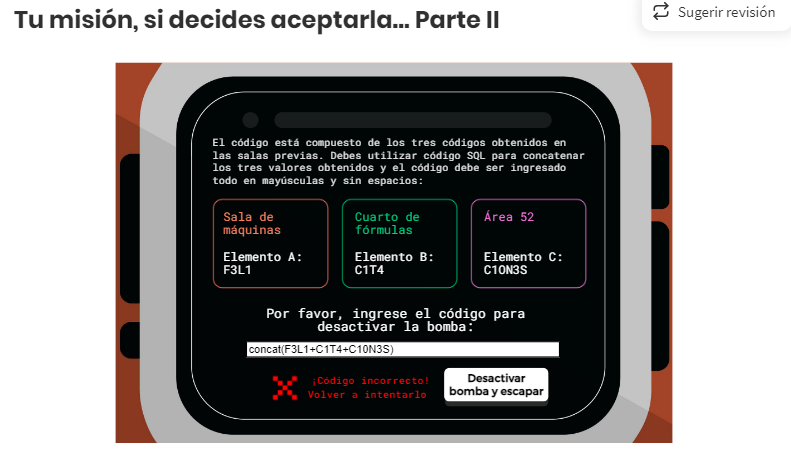 Tu misión, si decides aceptarla... Parte II
Sugerir revisión
El código está compuesto de los tres códigos obtenidos en
las salas previas. Debes utilizar código SQL para concatenar
los tres valores obtenidos y el código debe ser ingresado
todo en mayúsculas y sin espacios:
Sala de
máquinas
Elemento A:
F3L1
Cuarto de
fórmulas
Elemento B:
C1T4
Área 52
Elemento C:
C1ON3S
Por favor, ingrese el código para
desactivar la bomba:
concat(F3L1+C1T4+C10N3S)
¡Código incorrecto!
Volver a intentarlo
Desactivar
bomba y escapar